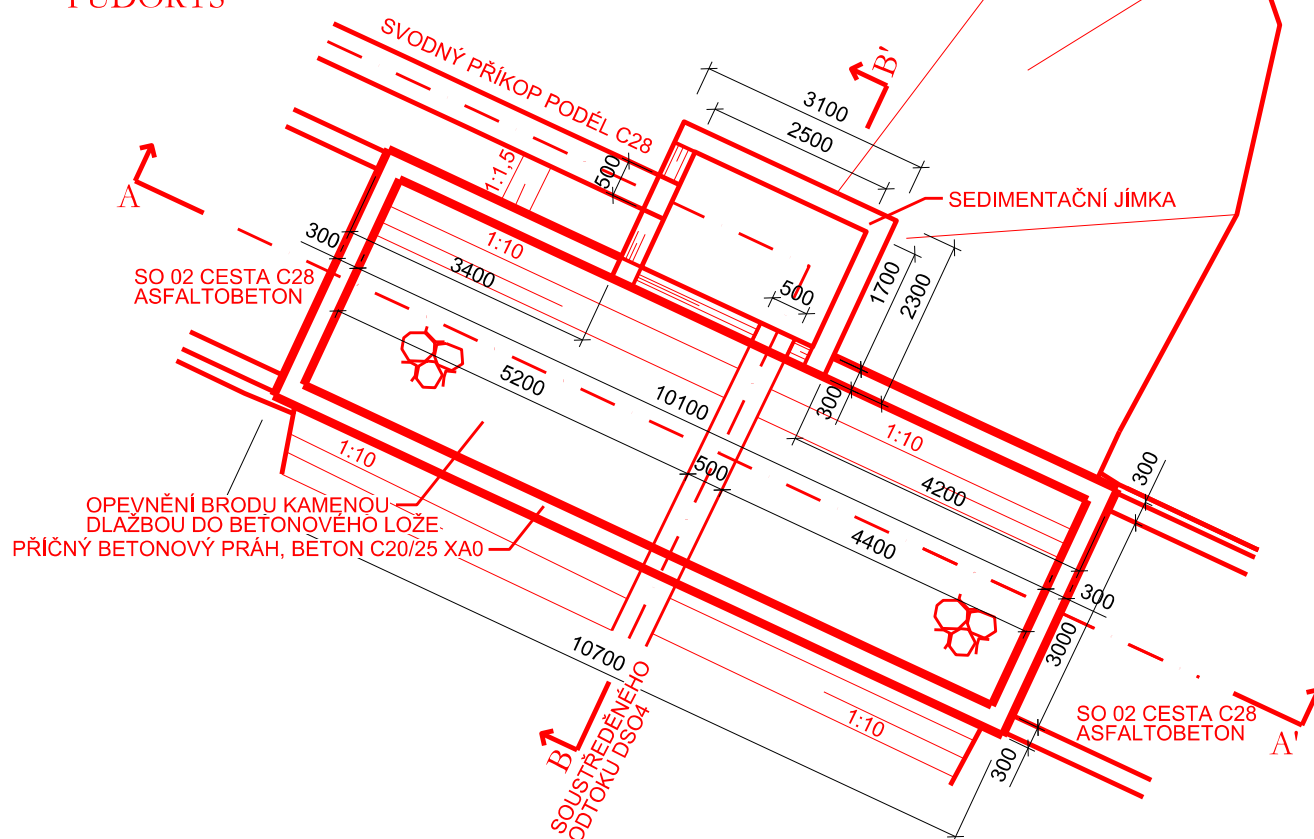 PŮDORYS
SVODNÝ PŘÍKOP PODÉL C28
B'
3100
2500
1:1,5
500
A
SEDIMENTAČNÍ JÍMKA
300
1:10
3400
SO 02 CESTA C28
ASFALTOBETON
500
1700
2300
5200
10100
300
1:10
1:10
500
4200
300
OPEVNĚNÍ BRODU KAMENOU
DLAŽBOU DO BETONOVÉHO LOŽE
PŘÍČNÝ BETONOVÝ PRÁH, BETON C20/25 XA0
4400
300
3000
10700
1:10
SO 02 CESTA C28
ASFALTOBETON
A'
300
B
SOUSTŘEDĚNÉHO
ODTOKU DSO4